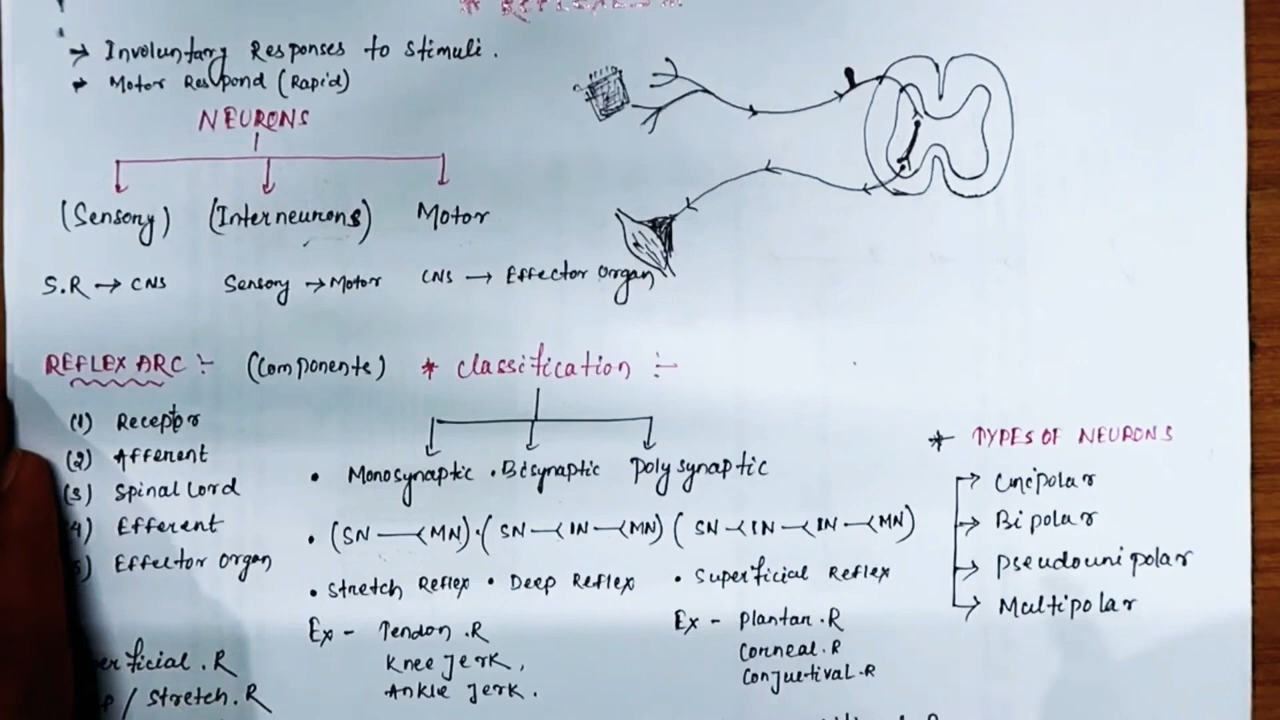 → Involuntary Responses to stimuli.
→ Motor Respond (Rapid)
NEURONS
(Sensory) (Interneurons) Motor
S.R → CNS Sensory → Motor CNS → Effector Organ
REFLEX ARC :- (Components)
(1) Receptor
(2) Afferent
(3) Spinal Cord
4) Efferent
5) Effector Organ
* Classification :-
• Monosynaptic • Bisynaptic Polysynaptic
• (SN —< MN) • (SN —< IN —< MN) (SN —< IN —< IN —< MN)
• Stretch Reflex • Deep Reflex • Superficial Reflex
Ex - Tendon .R
Knee Jerk,
Ankle Jerk.
Ex - Plantar .R
Corneal .R
Conjuctival .R
* TYPES OF NEURONS
→ Unipolar
→ Bipolar
→ Pseudounipolar
→ Multipolar
erficial .R
p / Stretch .R